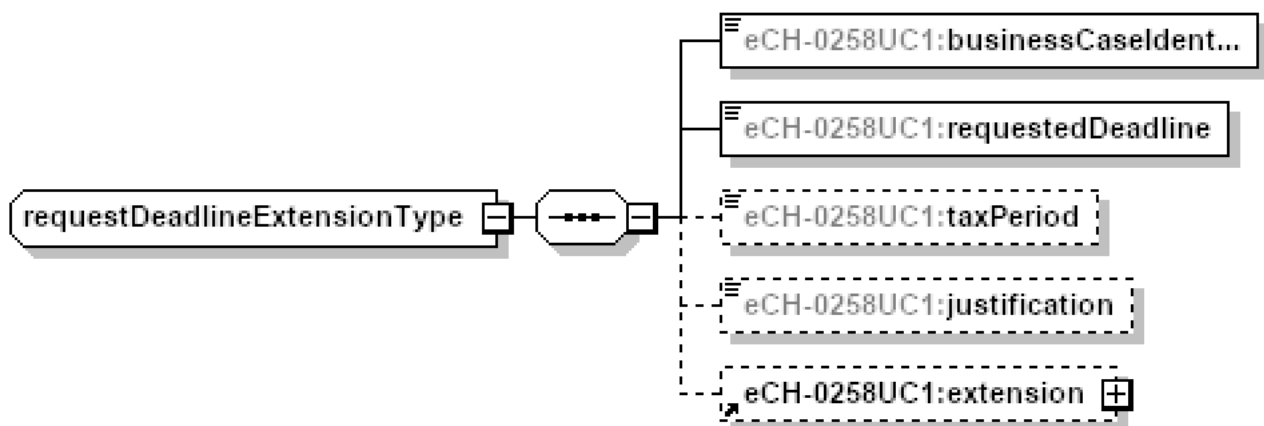 eCH-0258UC1:businessCaseIdent...
eCH-0258UC1:requestedDeadline
requestDeadlineExtensionType
eCH-0258UC1:taxPeriod
eCH-0258UC1:justification
eCH-0258UC1:extension